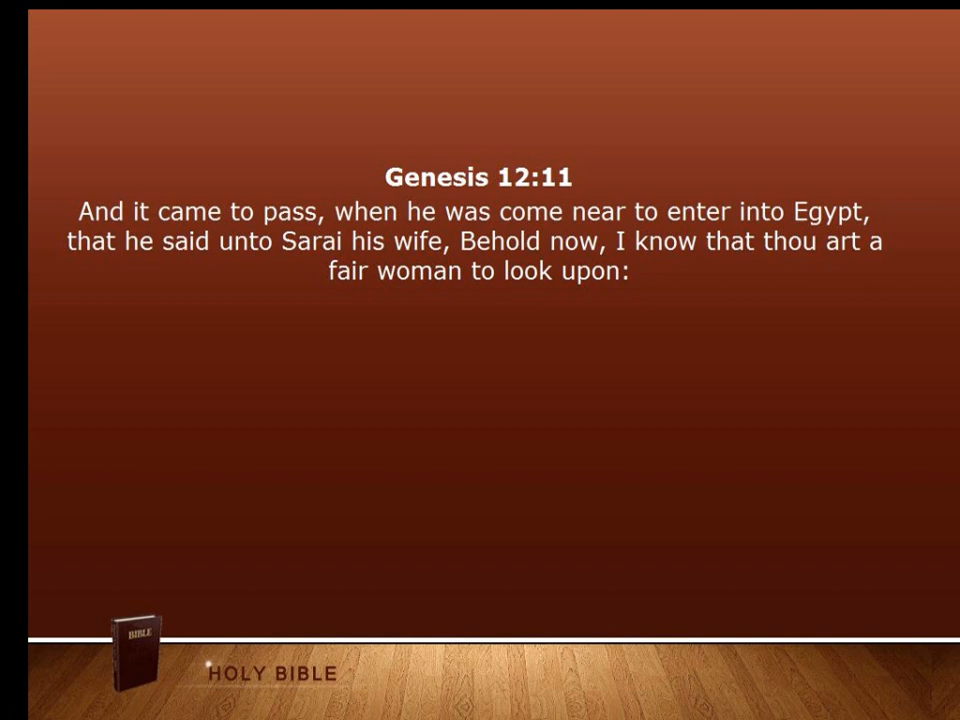 Genesis 12:11
And it came to pass, when he was come near to enter into Egypt,
that he said unto Sarai his wife, Behold now, I know that thou art a
fair woman to look upon:
BIBLE
HOLY BIBLE